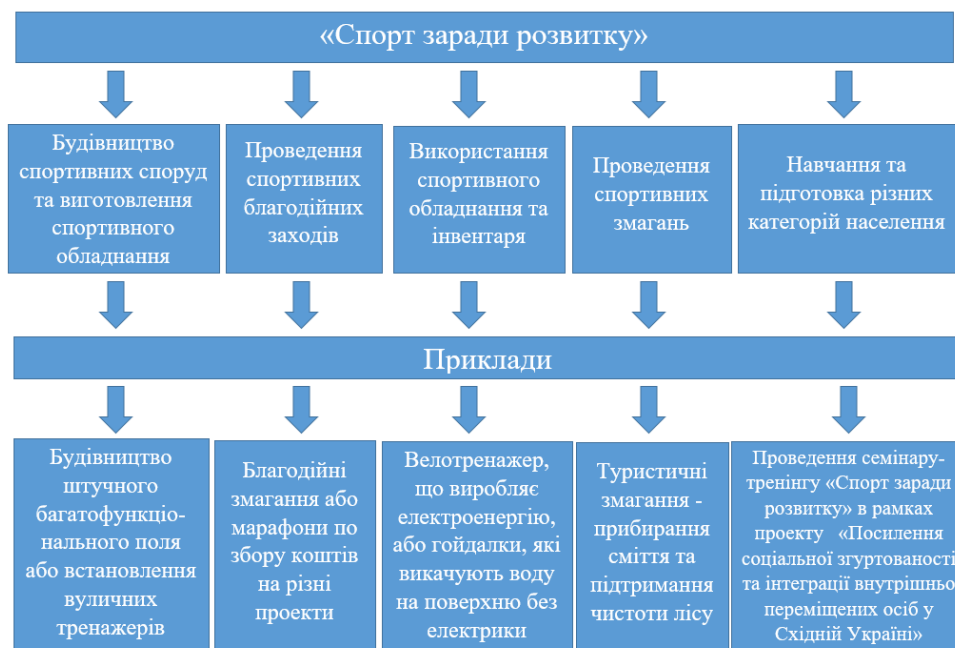 «Спорт заради розвитку»
Будівництво
спортивних споруд
та виготовлення
спортивного
обладнання
Проведення
спортивних
благодійних
заходів
Використання
спортивного
обладнання та
інвентаря
Проведення
спортивних
змагань
Навчання та
підготовка різних
категорій населення
Приклади
Будівництво
штучного
багатофункціо-
нального поля
або встановлення
вуличних
тренажерів
Благодійні
змагання або
марафони по
збору коштів
на різні
проекти
Велотренажер,
що виробляє
електроенергію,
або гойдалки, які
викачують воду
на поверхню без
електрики
Туристичні
змагання -
прибирання
сміття та
підтримання
чистоти лісу
Проведення семінару-
тренінгу «Спорт заради
розвитку» в рамках
проекту «Посилення
соціальної згуртованості
та інтеграції внутрішньо
переміщених осіб у
Східній Україні»